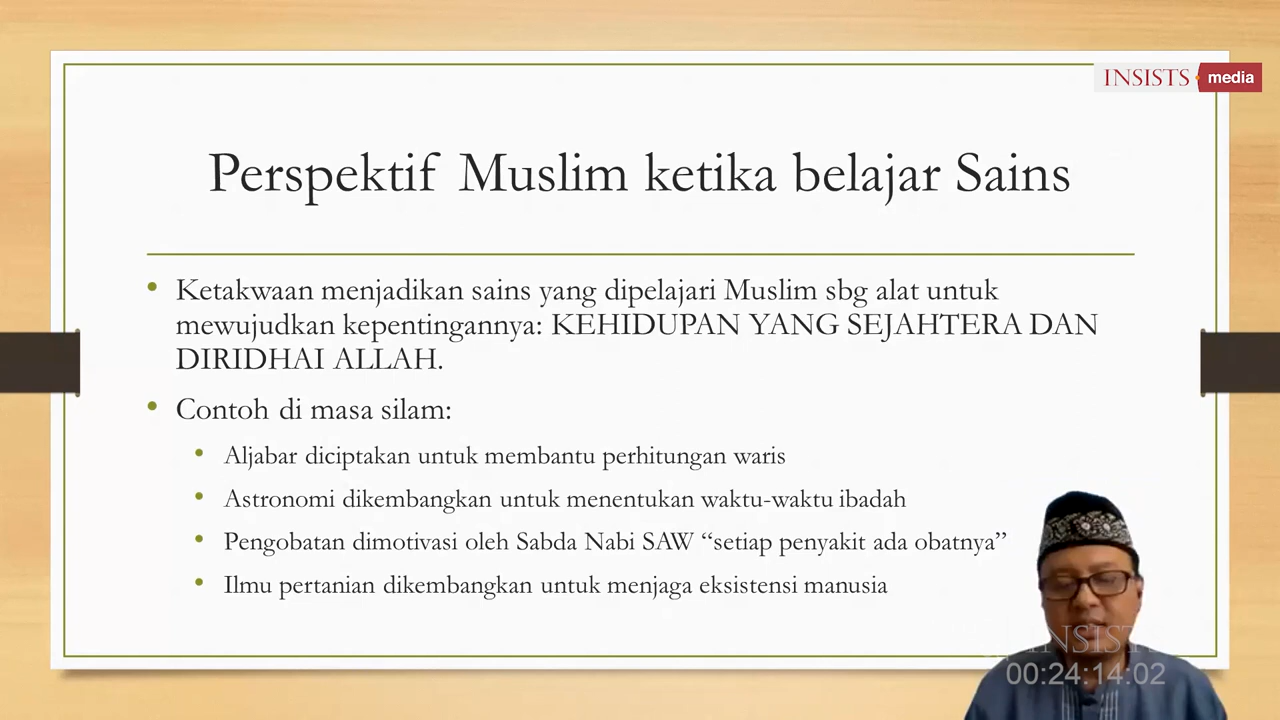 INSISTS media
Perspektif Muslim ketika belajar Sains
• Ketakwaan menjadikan sains yang dipelajari Muslim sbg alat untuk
mewujudkan kepentingannya: KEHIDUPAN YANG SEJAHTERA DAN
DIRIDHAI ALLAH.
• Contoh di masa silam:
• Aljabar diciptakan untuk membantu perhitungan waris
• Astronomi dikembangkan untuk menentukan waktu-waktu ibadah
• Pengobatan dimotivasi oleh Sabda Nabi SAW “setiap penyakit ada obatnya”
• Ilmu pertanian dikembangkan untuk menjaga eksistensi manusia
INSISTS
00:24:14:02